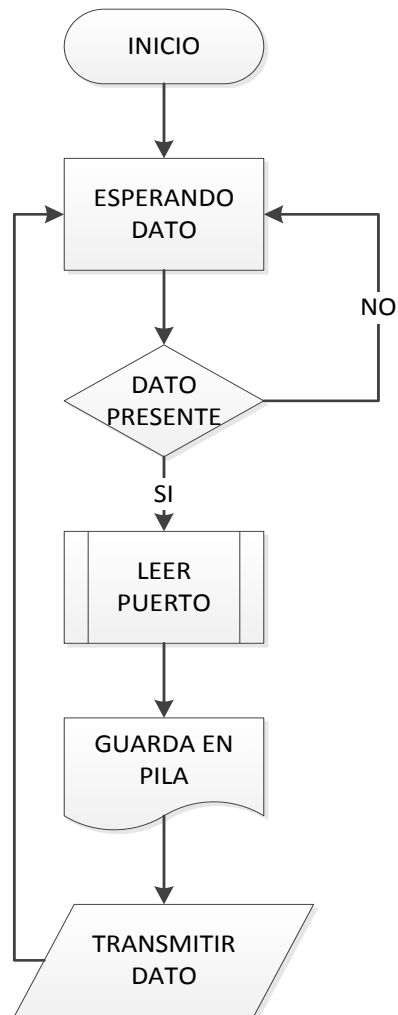 INICIO
ESPERANDO
DATO
NO
DATO
PRESENTE
SI
LEER
PUERTO
GUARDA EN
PILA
TRANSMITIR
DATO